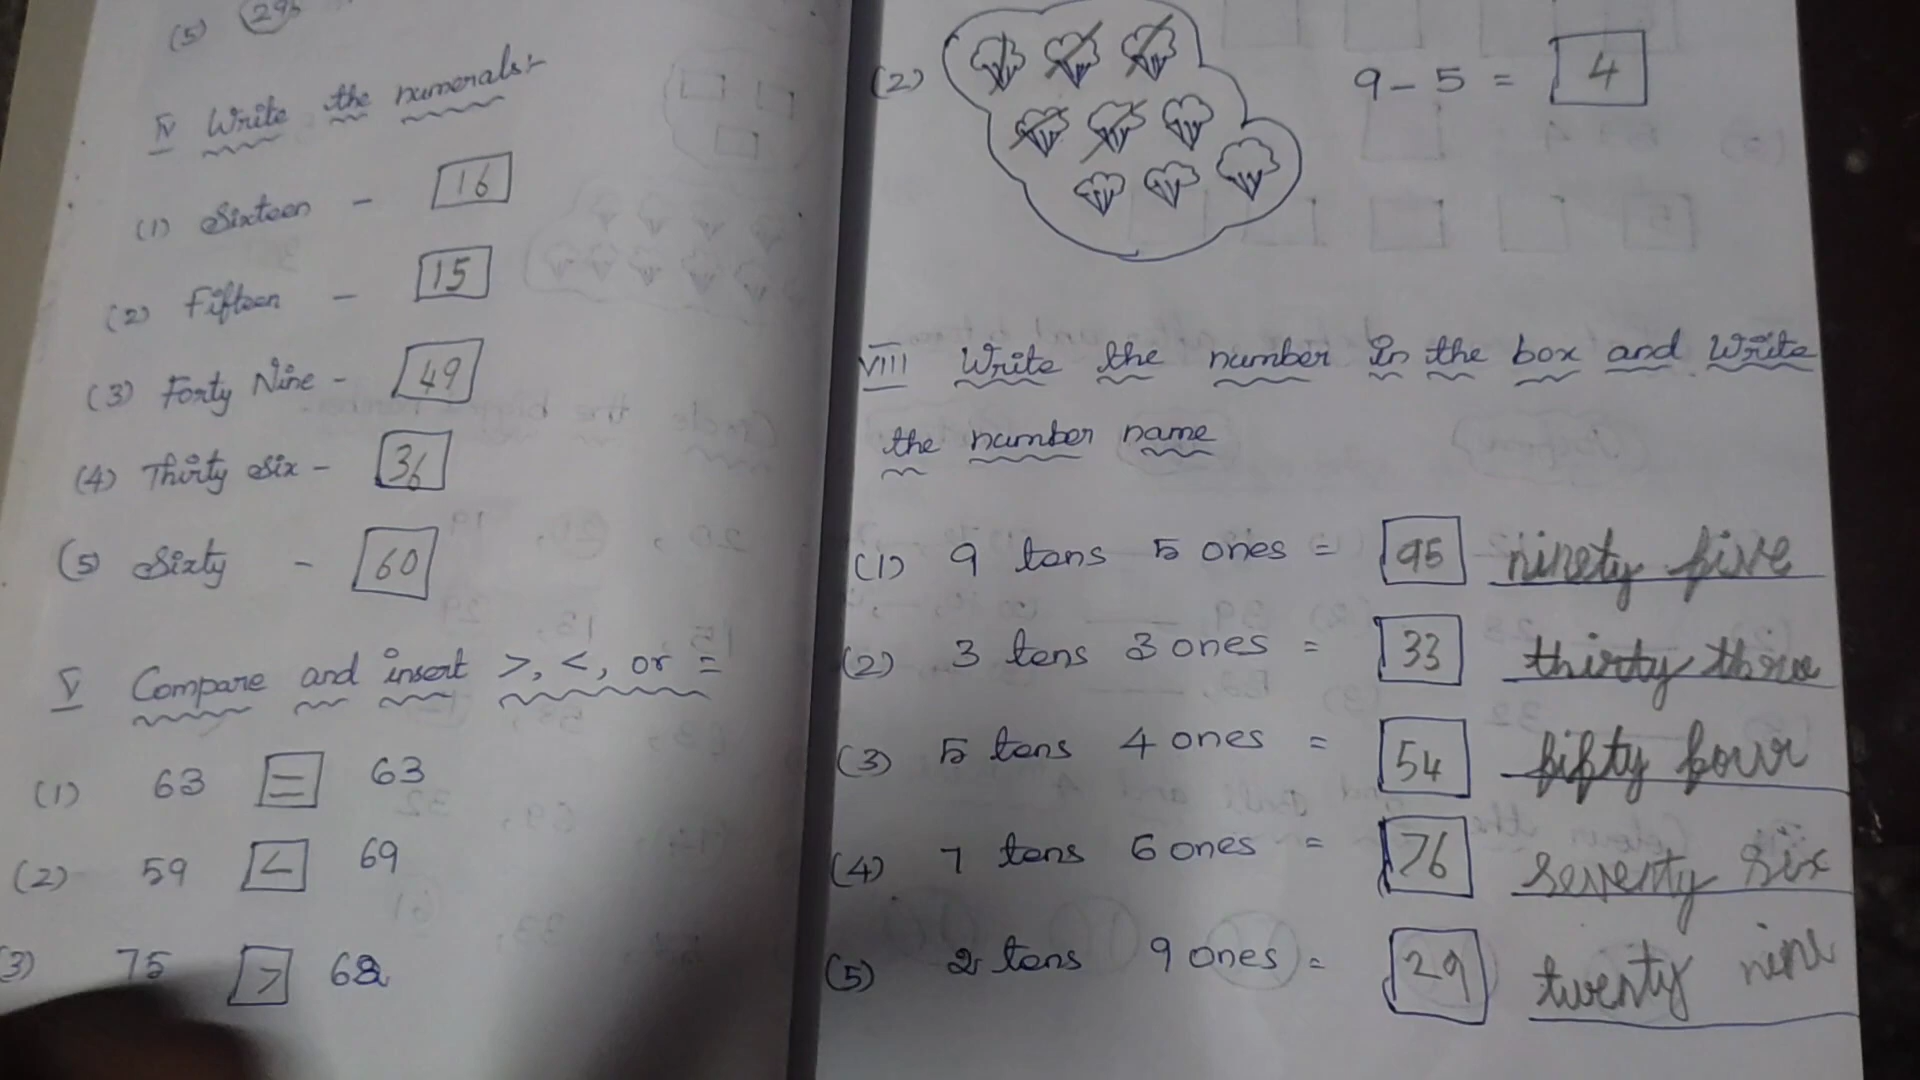 (5) 29
IV Write the numerals:-
(1) Sixteen - 16
(2) Fifteen - 15
(3) Forty Nine - 49
(4) Thirty Six - 36
(5) Sixty - 60
V Compare and insert >, <, or =
(1) 63 = 63
(2) 59 < 69
(3) 75 > 68
(2) 9 - 5 = 4
VIII Write the number in the box and Write
the number name
(1) 9 tens 5 ones = 95 ninety five
(2) 3 tens 3 ones = 33 thirty three
(3) 5 tens 4 ones = 54 fifty four
(4) 7 tens 6 ones = 76 seventy six
(5) 2 tens 9 ones = 29 twenty nine